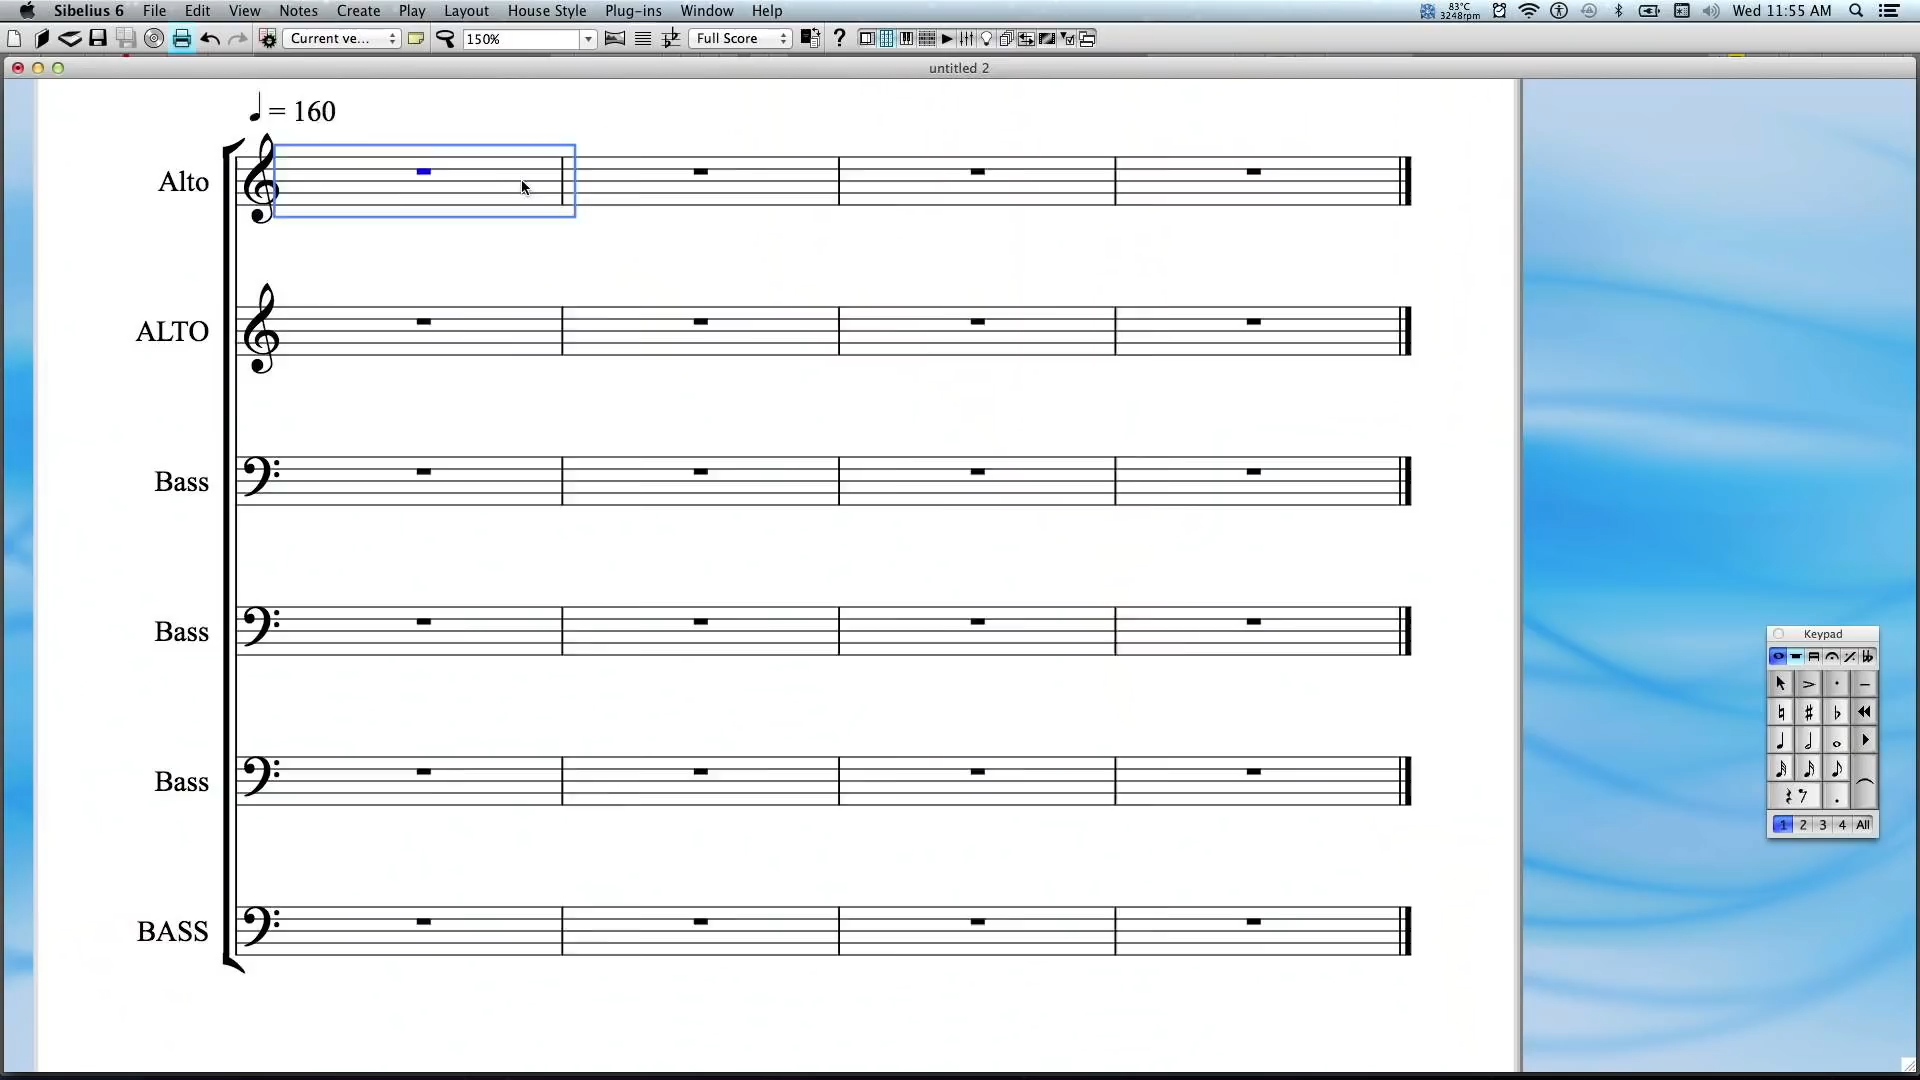 Sibelius 6 File Edit View Notes Create Play Layout Window House Style Plug-ins Window Help 83°C 3248rpm Wed 11:55 AM
Current ve... 150% Full Score ?
untitled 2
= 160
Alto
ALTO
Bass
Bass
Bass
BASS
Keypad
1 2 3 4 All